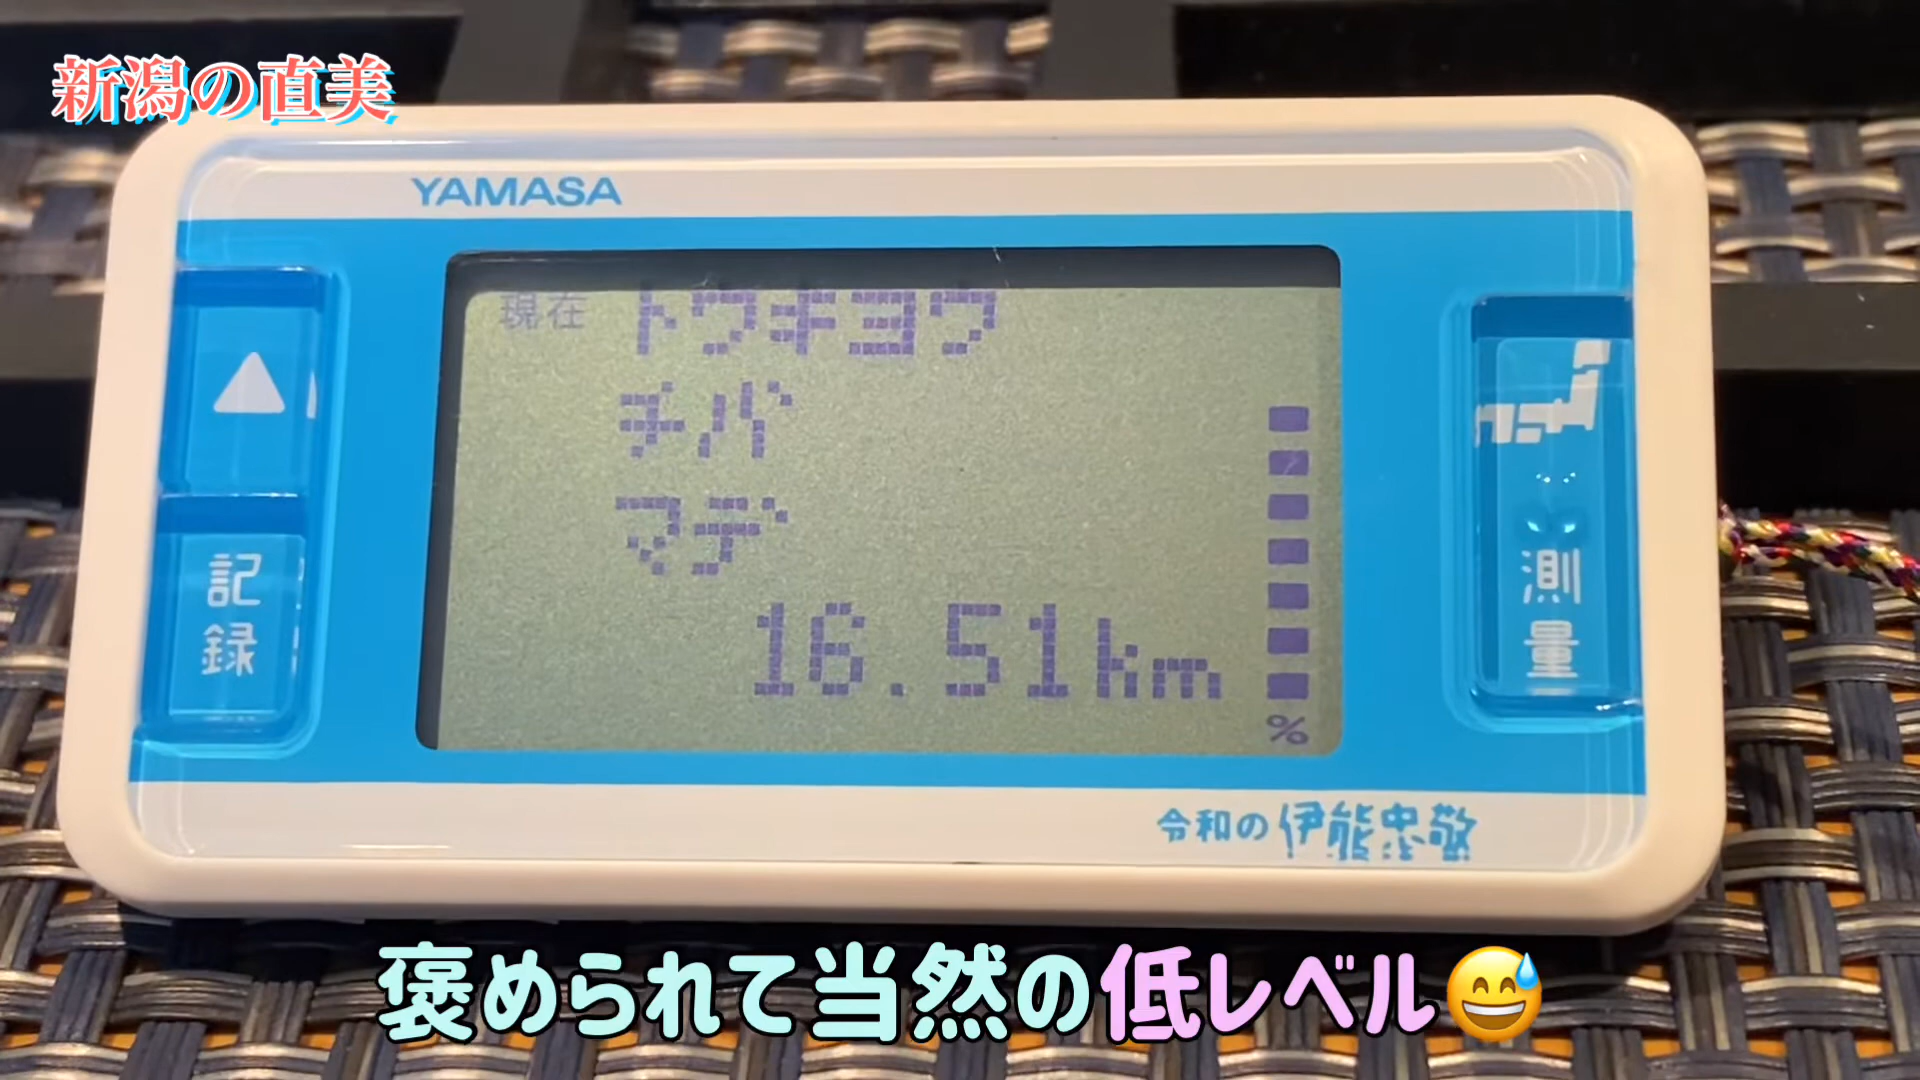 新潟の直美
YAMASA
現在 トウキョウ
チバ
マデ
16.51km
%
▲
記録
測量
令和の伊能忠敬
褒められて当然の低レベル😅